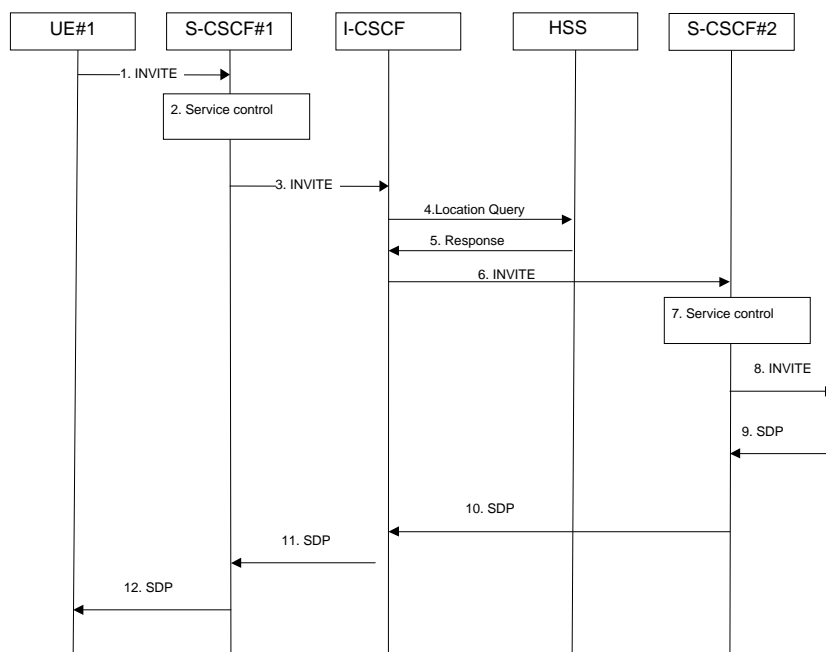 UE#1
S-CSCF#1
I-CSCF
HSS
S-CSCF#2
1. INVITE
2. Service control
3. INVITE
4.Location Query
5. Response
6. INVITE
7. Service control
8. INVITE
9. SDP
10. SDP
11. SDP
12. SDP